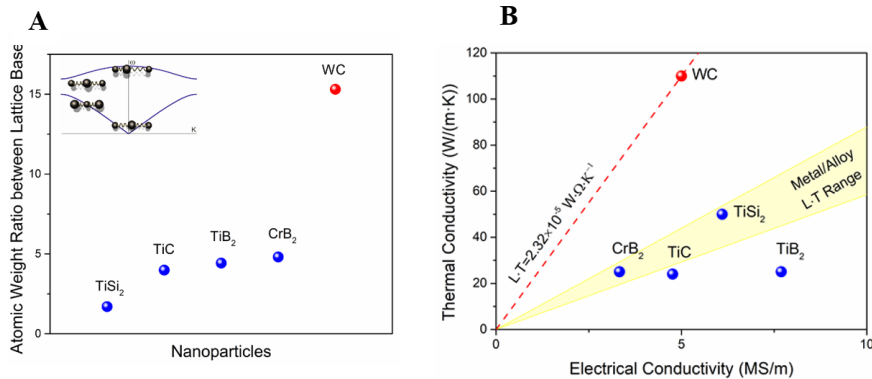 A
Atomic Weight Ratio between Lattice Base
15
10
5
0
ω
K
WC
TiSi₂
TiC
TiB₂
CrB₂
Nanoparticles
B
Thermal Conductivity (W/(m·K))
120
100
80
60
40
20
0
WC
L·T=2.32×10⁻⁵ W·Ω·K⁻¹
Metal/Alloy
L·T Range
TiSi₂
CrB₂
TiC
TiB₂
0
5
10
Electrical Conductivity (MS/m)